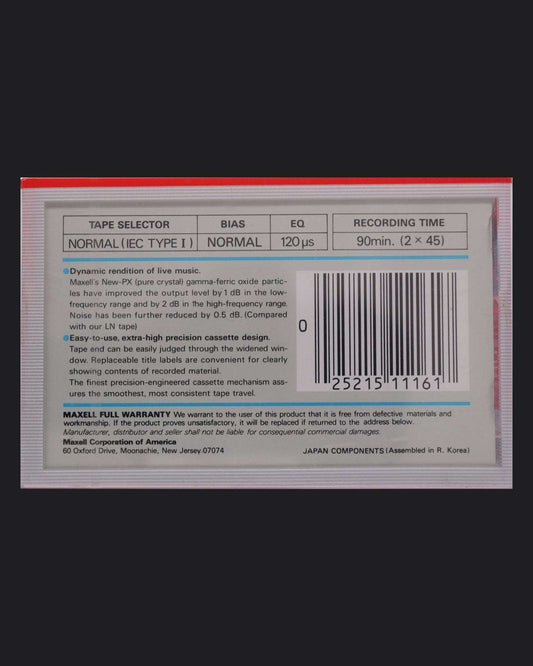 TAPE SELECTOR BIAS EQ RECORDING TIME
NORMAL (IEC TYPE I) NORMAL 120 µs 90min. (2 × 45)
Dynamic rendition of live music.
Maxell's New-PX (pure crystal) gamma-ferric oxide partic-
les have improved the output level by 1 dB in the low-
frequency range and by 2 dB in the high-frequency range.
Noise has been further reduced by 0.5 dB. (Compared
with our LN tape)
Easy-to-use, extra-high precision cassette design.
Tape end can be easily judged through the widened win-
dow. Replaceable title labels are convenient for clearly
showing contents of recorded material.
The finest precision-engineered cassette mechanism ass-
ures the smoothest, most consistent tape travel.
0
25215 11161
MAXELL FULL WARRANTY We warrant to the user of this product that it is free from defective materials and
workmanship. If the product proves unsatisfactory, it will be replaced if returned to the address below.
Manufacturer, distributor and seller shall not be liable for consequential commercial damages.
Maxell Corporation of America
60 Oxford Drive, Moonachie, New Jersey 07074
JAPAN COMPONENTS (Assembled in R. Korea)